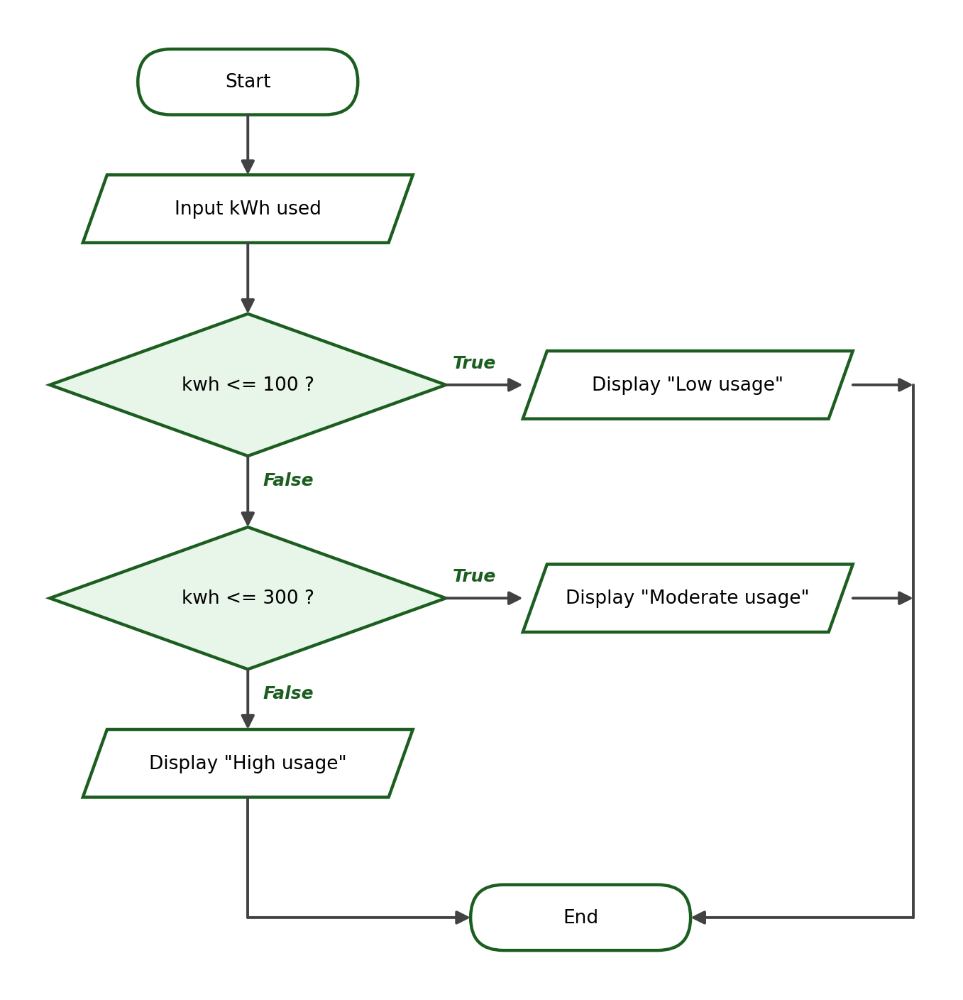 Start
Input kWh used
kwh <= 100 ?
True
Display "Low usage"
False
kwh <= 300 ?
True
Display "Moderate usage"
False
Display "High usage"
End